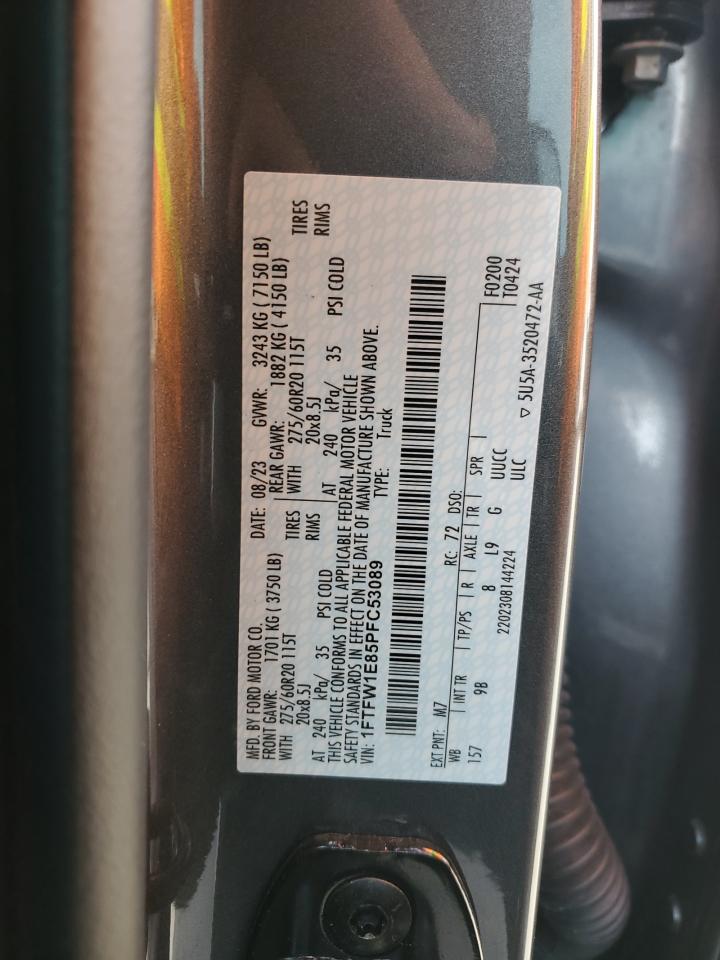 MFD. BY FORD MOTOR CO. DATE: 08/23 GVWR: 3243 KG ( 7150 LB)
FRONT GAWR: 1701 KG ( 3750 LB) REAR GAWR: 1882 KG ( 4150 LB)
WITH 275/60R20 115T TIRES WITH 275/60R20 115T TIRES
20x8.5J RIMS 20x8.5J RIMS
AT 240 kPa/ 35 PSI COLD AT 240 kPa/ 35 PSI COLD
THIS VEHICLE CONFORMS TO ALL APPLICABLE FEDERAL MOTOR VEHICLE
SAFETY STANDARDS IN EFFECT ON THE DATE OF MANUFACTURE SHOWN ABOVE.
VIN: 1FTFW1E85PFC53089 TYPE: Truck
EXT PNT: M7 RC: 72 DSO: F0200
WB INT TR TP/PS R AXLE TR SPR T0424
157 9B 8 L9 G UUCC
2202308144224 ULC ▽ 5U5A-3520472-AA